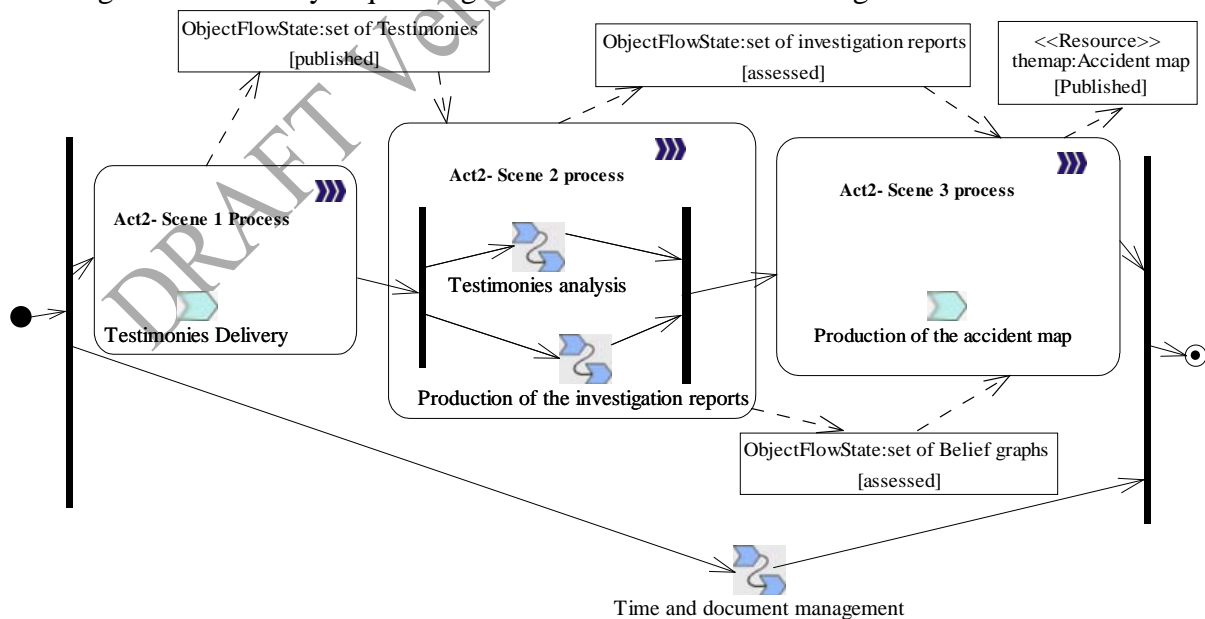 ObjectFlowState:set of Testimonies
[published]
ObjectFlowState:set of investigation reports
[assessed]
<<Resource>>
themap:Accident map
[Published]
Act2- Scene 1 Process
Testimonies Delivery
Act2- Scene 2 process
Testimonies analysis
Production of the investigation reports
Act2- Scene 3 process
Production of the accident map
ObjectFlowState:set of Belief graphs
[assessed]
Time and document management
DRAFT Vers